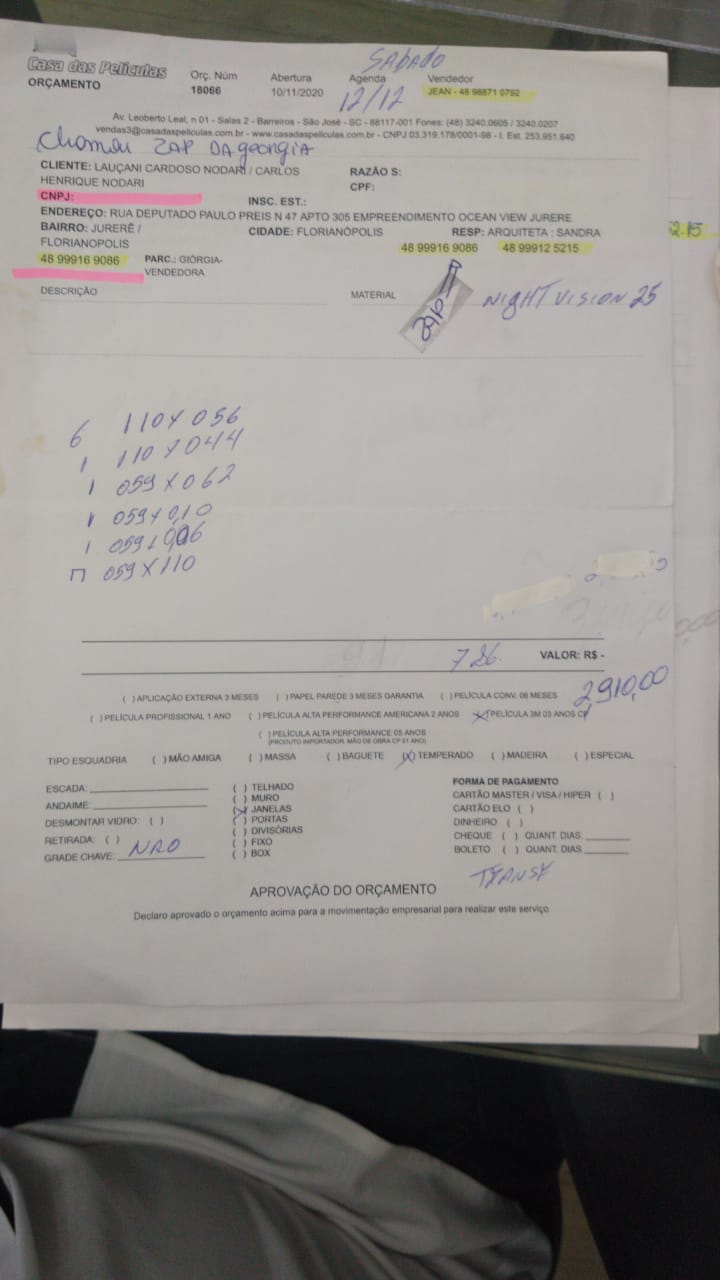 SABADO
Casa das Películas
ORÇAMENTO
Orç. Núm
18066
Abertura
10/11/2020
Agenda
12/12
Vendedor
JEAN - 48 98871 0792
Av. Leoberto Leal, n 01 - Salas 2 - Barreiros - São José - SC - 88117-001 Fones: (48) 3240.0605 / 3240.0207
vendas3@casadaspeliculas.com.br - www.casadaspeliculas.com.br - CNPJ 03.319.178/0001-98 - I. Est. 253.951.640
chamou ZAP DA georgia
CLIENTE: LAUÇANI CARDOSO NODARI / CARLOS
HENRIQUE NODARI
RAZÃO S:
CPF:
CNPJ:
INSC. EST.:
ENDEREÇO: RUA DEPUTADO PAULO PREIS N 47 APTO 305 EMPREENDIMENTO OCEAN VIEW JURERE
BAIRRO: JURERÊ /
FLORIANOPOLIS
CIDADE: FLORIANÓPOLIS
RESP: ARQUITETA : SANDRA
48 99916 9086 48 99912 5215
48 99916 9086
PARC.: GIÓRGIA-
VENDEDORA
DESCRIÇÃO
MATERIAL
ZAP
NIGHT VISION 25
6 110 X 056
1 110 X 044
1 059 X 062
1 059 X 0,10
1 059 X 006
059 X 110
726.
VALOR: R$ -
2910,00
( ) APLICAÇÃO EXTERNA 3 MESES ( ) PAPEL PAREDE 3 MESES GARANTIA ( ) PELÍCULA CONV. 06 MESES
( ) PELÍCULA PROFISSIONAL 1 ANO ( ) PELÍCULA ALTA PERFORMANCE AMERICANA 2 ANOS (X) PELÍCULA 3M 03 ANOS CP
( ) PELÍCULA ALTA PERFORMANCE 05 ANOS
(PRODUTO IMPORTADOR, MÃO DE OBRA CP 01 ANO)
TIPO ESQUADRIA ( ) MÃO AMIGA ( ) MASSA ( ) BAGUETE (X) TEMPERADO ( ) MADEIRA ( ) ESPECIAL
ESCADA:
ANDAIME:
DESMONTAR VIDRO: ( )
RETIRADA: ( )
GRADE CHAVE: NAO
( ) TELHADO
( ) MURO
(X) JANELAS
( ) PORTAS
( ) DIVISÓRIAS
( ) FIXO
( ) BOX
FORMA DE PAGAMENTO
CARTÃO MASTER / VISA / HIPER ( )
CARTÃO ELO ( )
DINHEIRO ( )
CHEQUE ( ) QUANT. DIAS.
BOLETO ( ) QUANT. DIAS
TRANSF
APROVAÇÃO DO ORÇAMENTO
Declaro aprovado o orçamento acima para a movimentação empresarial para realizar este serviço